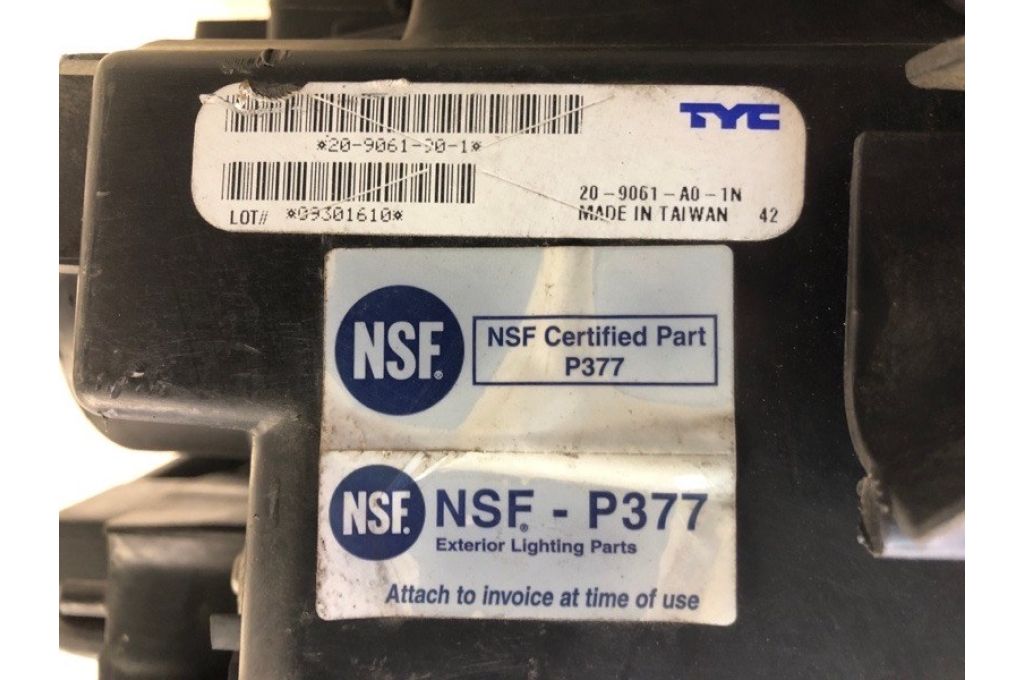 TYC
*20-9061-90-1*
20-9061-A0-1N
LOT# *09301610*
MADE IN TAIWAN 42
NSF®
NSF Certified Part
P377
NSF®
NSF® - P377
Exterior Lighting Parts
Attach to invoice at time of use